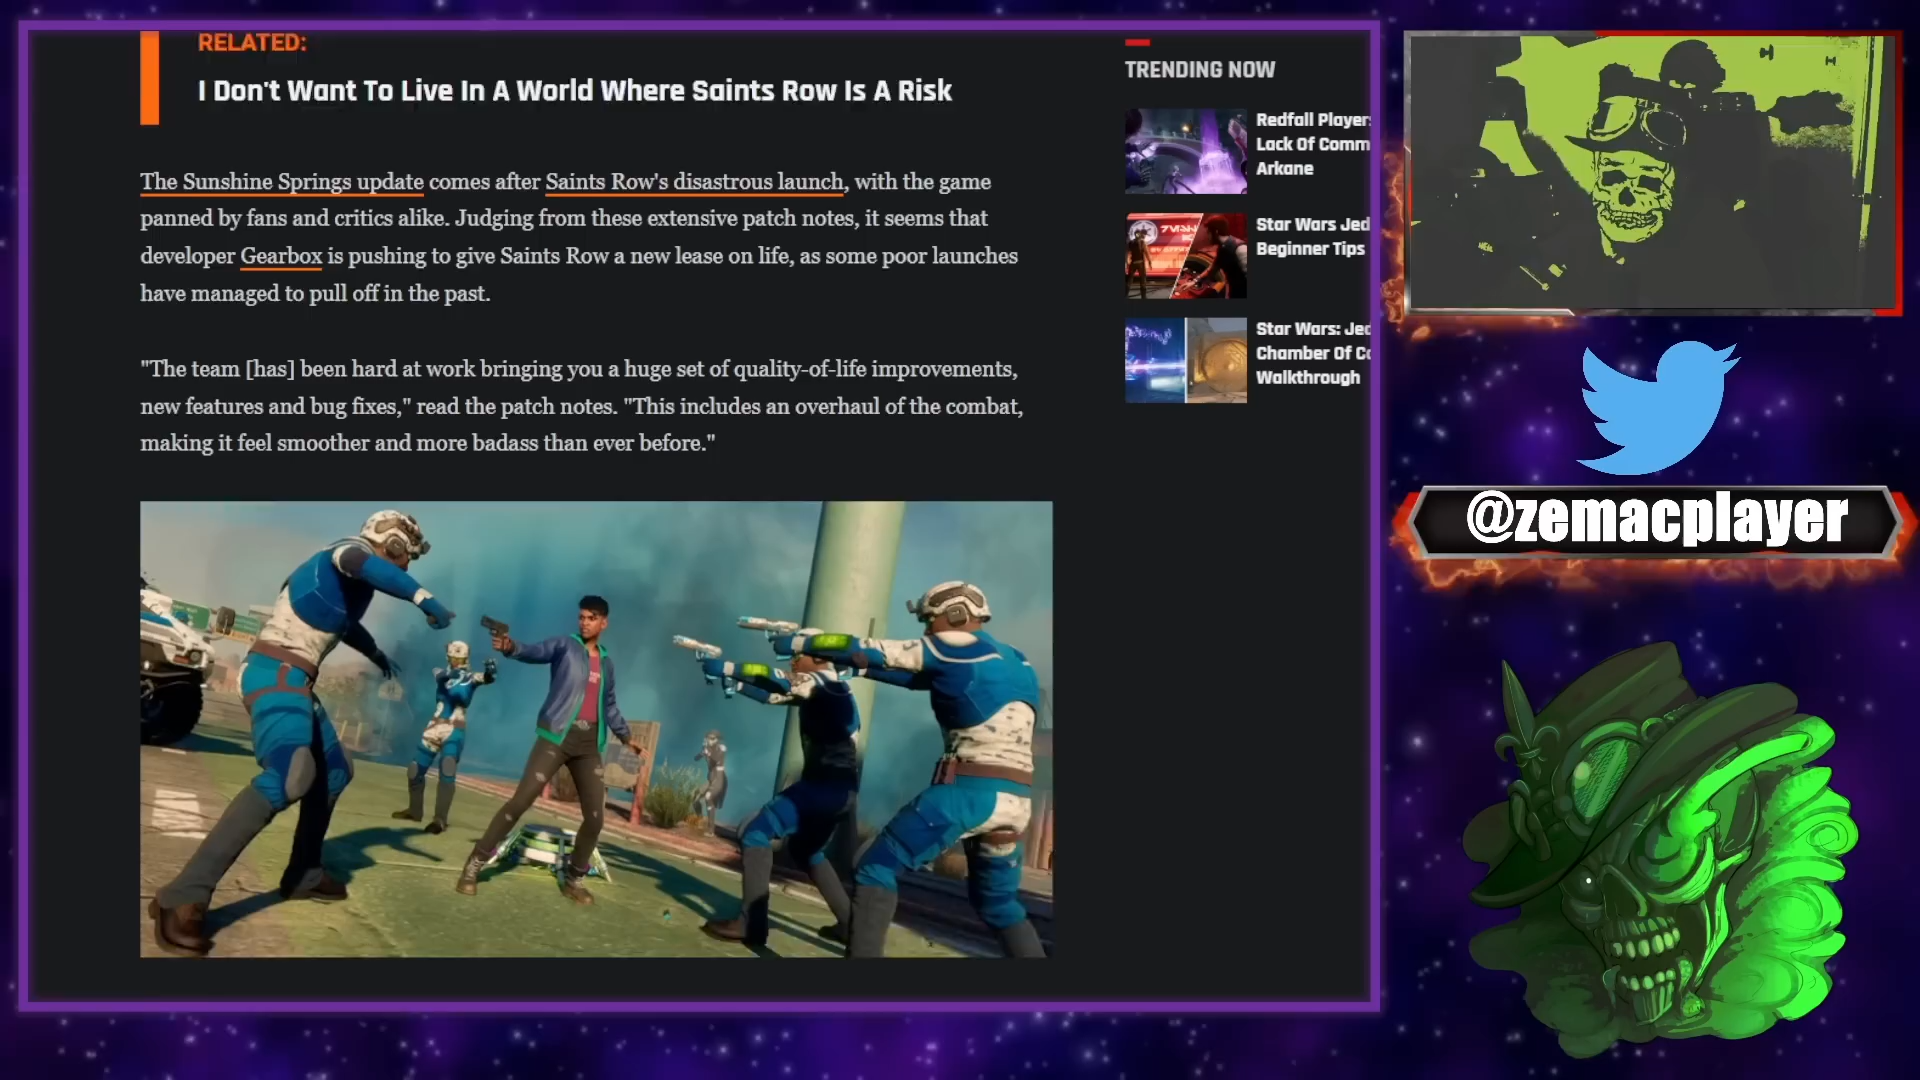 RELATED:
I Don't Want To Live In A World Where Saints Row Is A Risk
The Sunshine Springs update comes after Saints Row's disastrous launch, with the game
panned by fans and critics alike. Judging from these extensive patch notes, it seems that
developer Gearbox is pushing to give Saints Row a new lease on life, as some poor launches
have managed to pull off in the past.
"The team [has] been hard at work bringing you a huge set of quality-of-life improvements,
new features and bug fixes," read the patch notes. "This includes an overhaul of the combat,
making it feel smoother and more badass than ever before."
TRENDING NOW
Redfall Player
Lack Of Comm
Arkane
Star Wars Jed
Beginner Tips
Star Wars: Jed
Chamber Of
Walkthrough
@zemacplayer